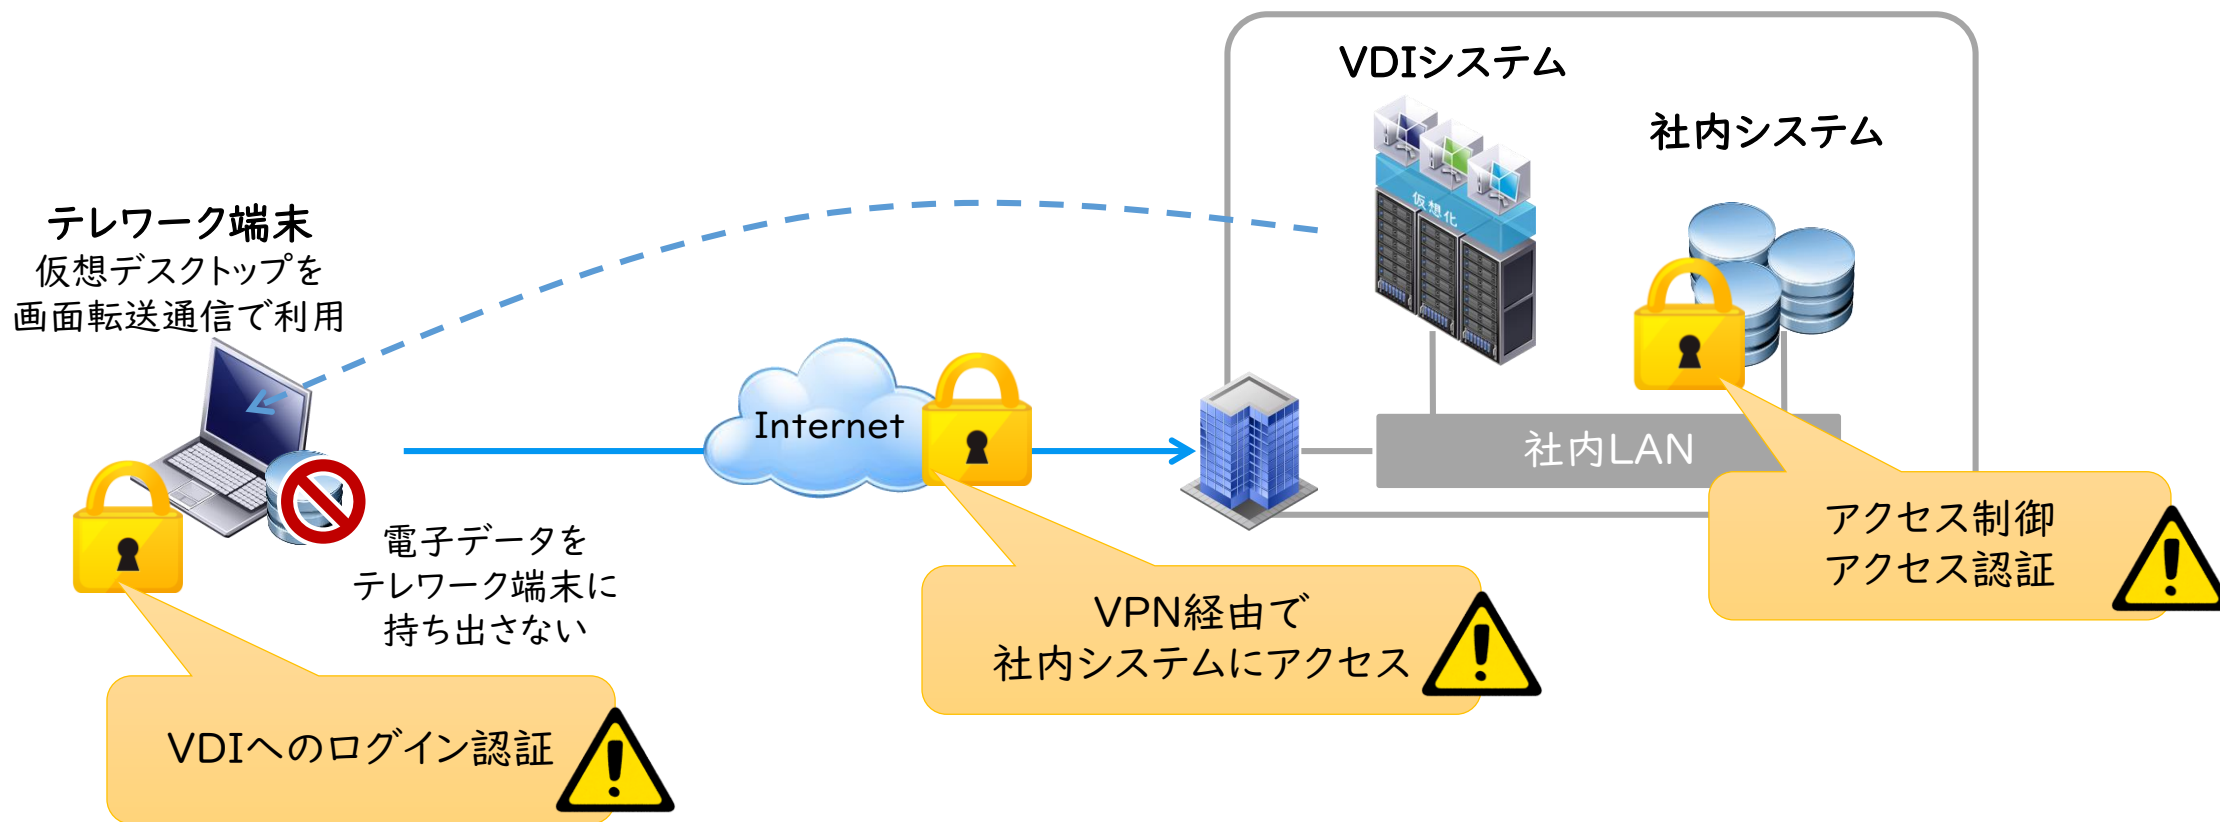 VDIシステム
社内システム
仮想化
テレワーク端末
仮想デスクトップを
画面転送通信で利用
Internet
社内LAN
電子データを
テレワーク端末に
持ち出さない
アクセス制御
アクセス認証
VPN経由で
社内システムにアクセス
VDIへのログイン認証